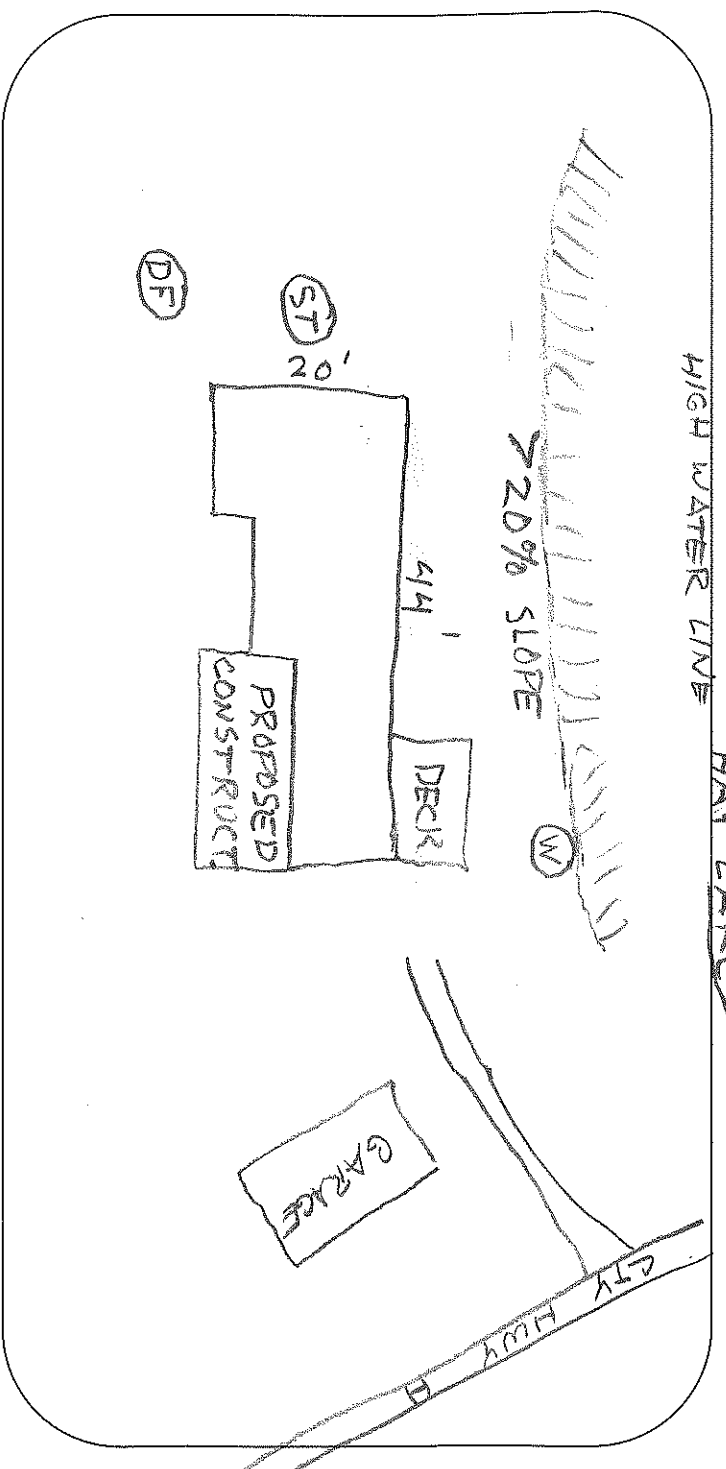 HIGH WATER LINE
>20% SLOPE
W
DECK
44'
20'
ST
DF
PROPOSED
CONSTRUCT
GARAGE
CTY HWY